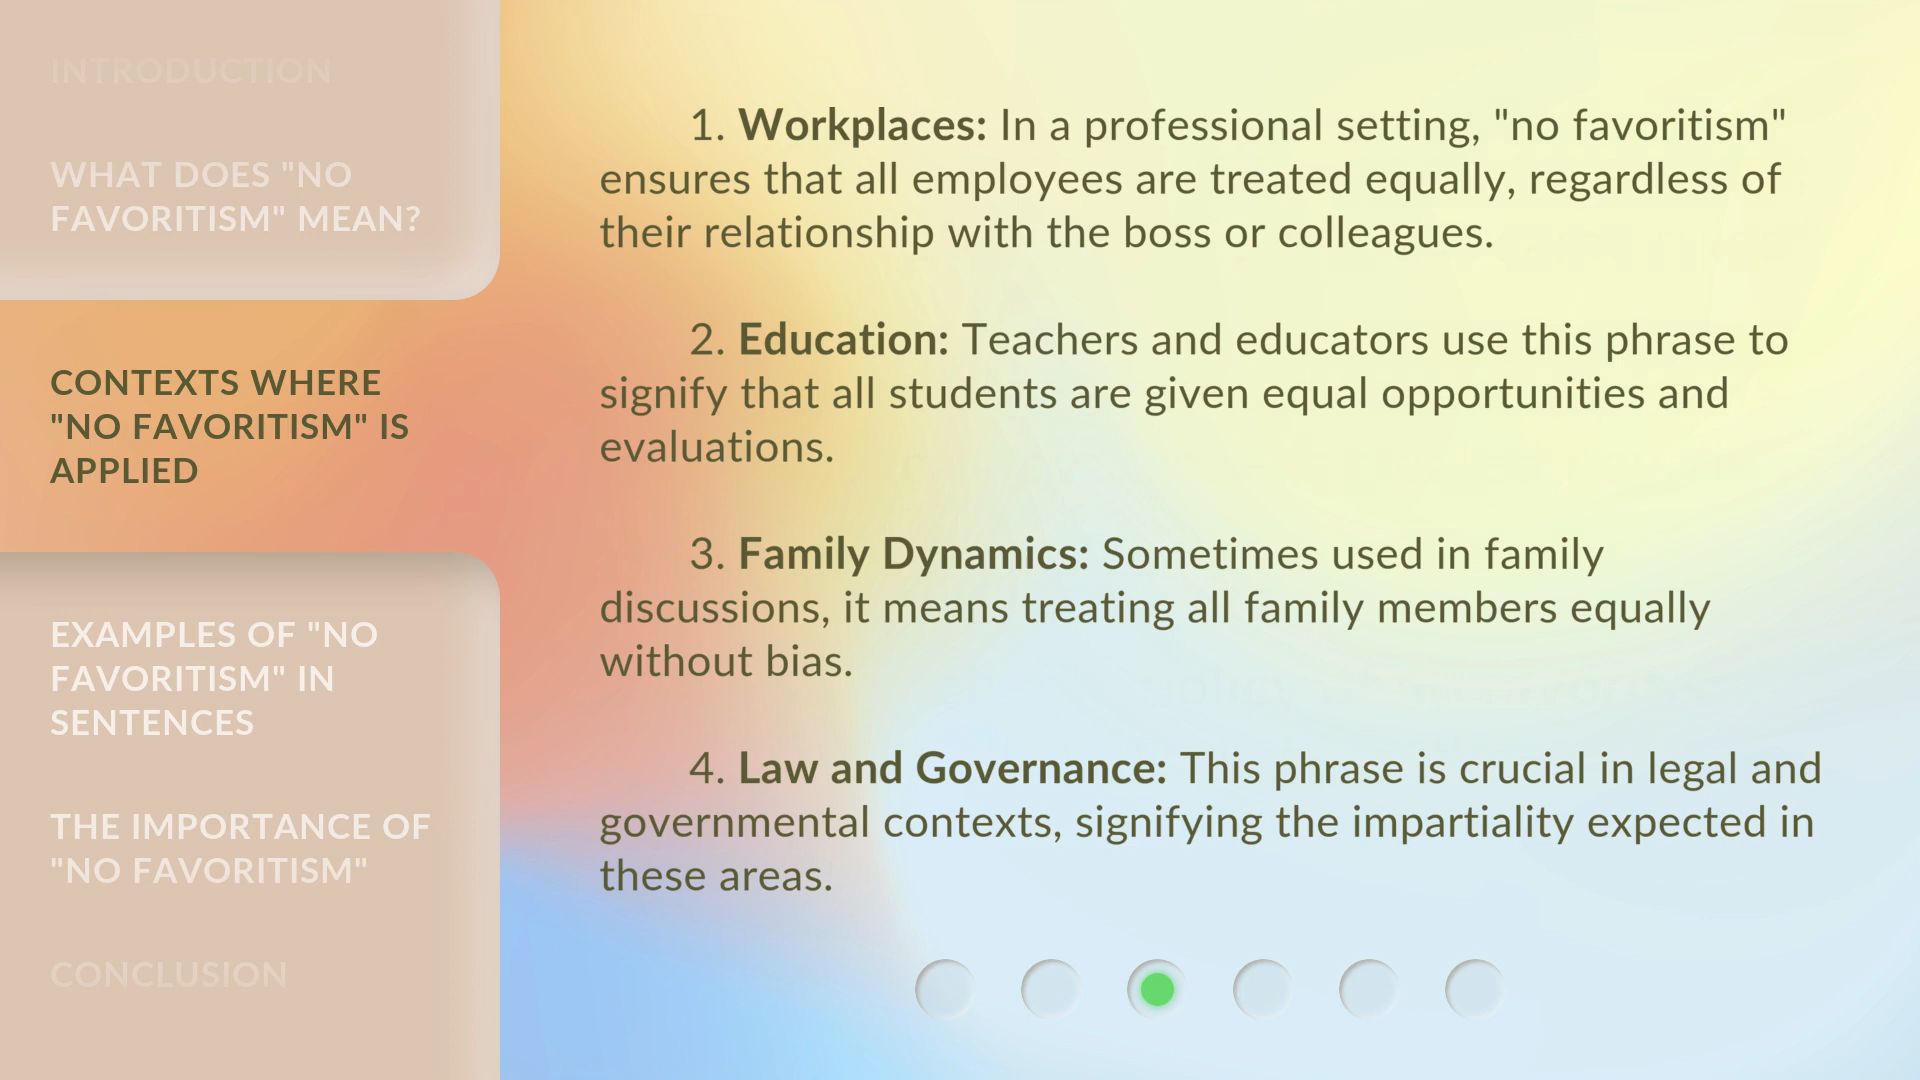 INTRODUCTION
WHAT DOES "NO
FAVORITISM" MEAN?
CONTEXTS WHERE
"NO FAVORITISM" IS
APPLIED
EXAMPLES OF "NO
FAVORITISM" IN
SENTENCES
THE IMPORTANCE OF
"NO FAVORITISM"
CONCLUSION
1. Workplaces: In a professional setting, "no favoritism"
ensures that all employees are treated equally, regardless of
their relationship with the boss or colleagues.
2. Education: Teachers and educators use this phrase to
signify that all students are given equal opportunities and
evaluations.
3. Family Dynamics: Sometimes used in family
discussions, it means treating all family members equally
without bias.
4. Law and Governance: This phrase is crucial in legal and
governmental contexts, signifying the impartiality expected in
these areas.